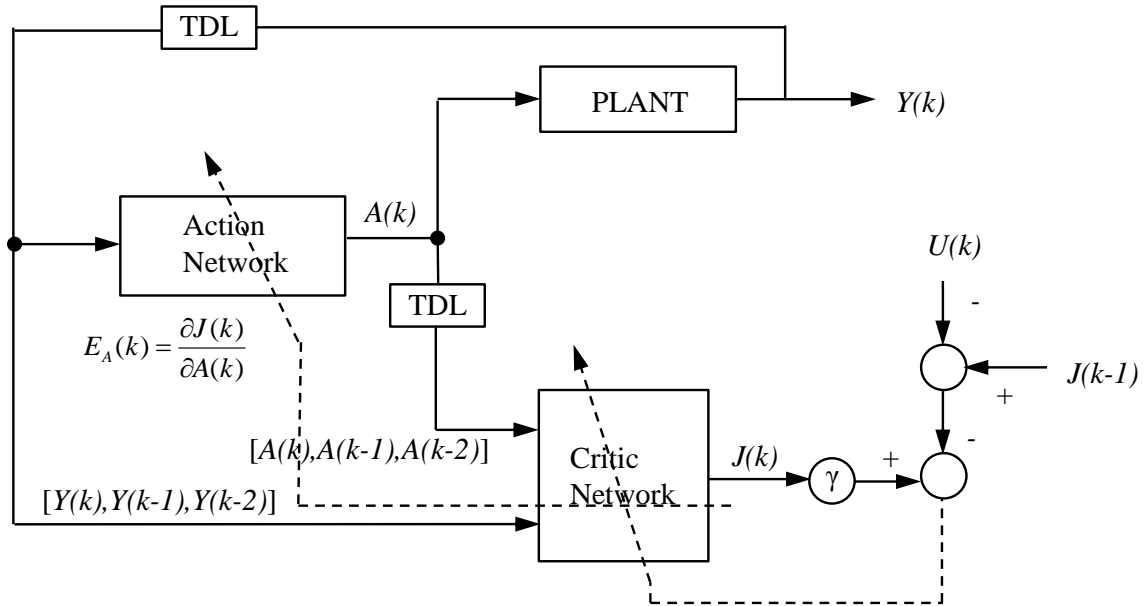 TDL
PLANT
Y(k)
Action
Network
A(k)
U(k)
-
TDL
E_A(k) = ∂J(k)/∂A(k)
J(k-1)
+
-
[A(k),A(k-1),A(k-2)]
Critic
Network
J(k)
γ
+
[Y(k),Y(k-1),Y(k-2)]